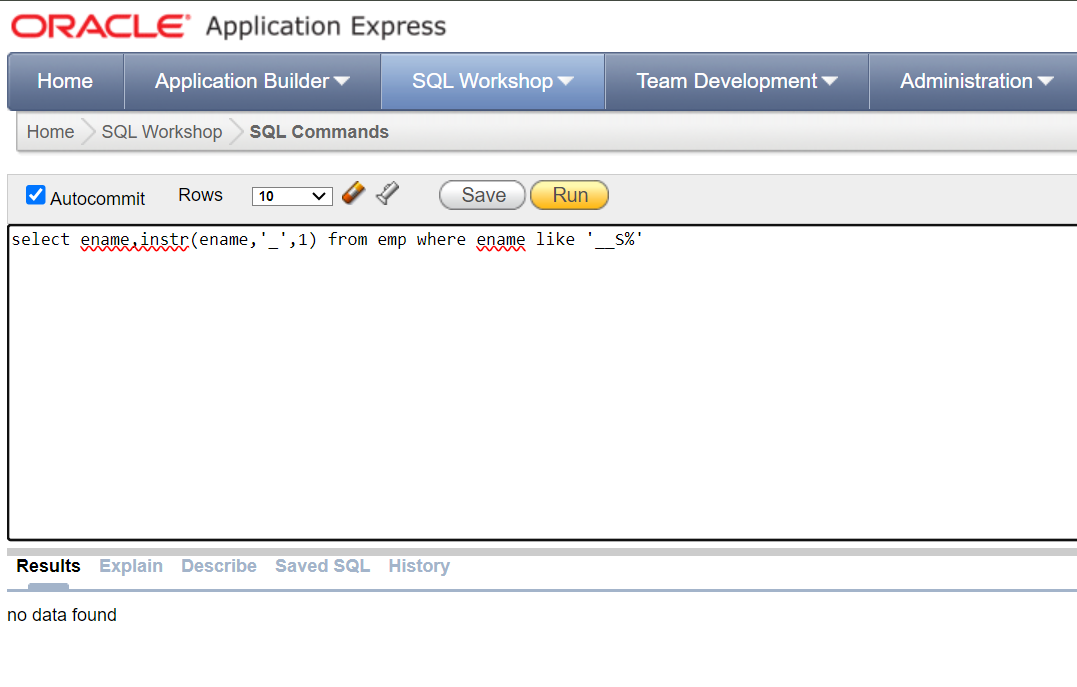 ORACLE Application Express
Home Application Builder SQL Workshop Team Development Administration
Home SQL Workshop SQL Commands
Autocommit Rows 10 Save Run
select ename,instr(ename,'_',1) from emp where ename like '__S%'
Results Explain Describe Saved SQL History
no data found